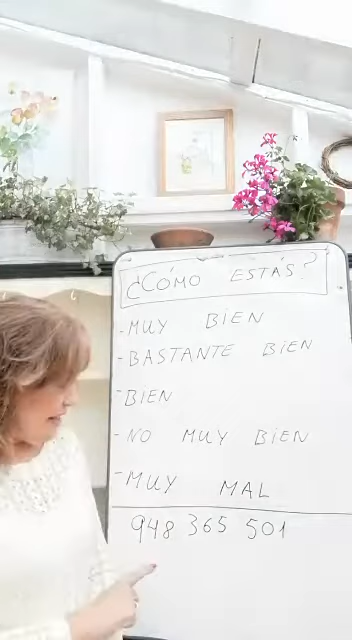 ¿CÓMO ESTÁS?
-MUY BIEN
-BASTANTE BIEN
-BIEN
-NO MUY BIEN
-MUY MAL
948 365 501